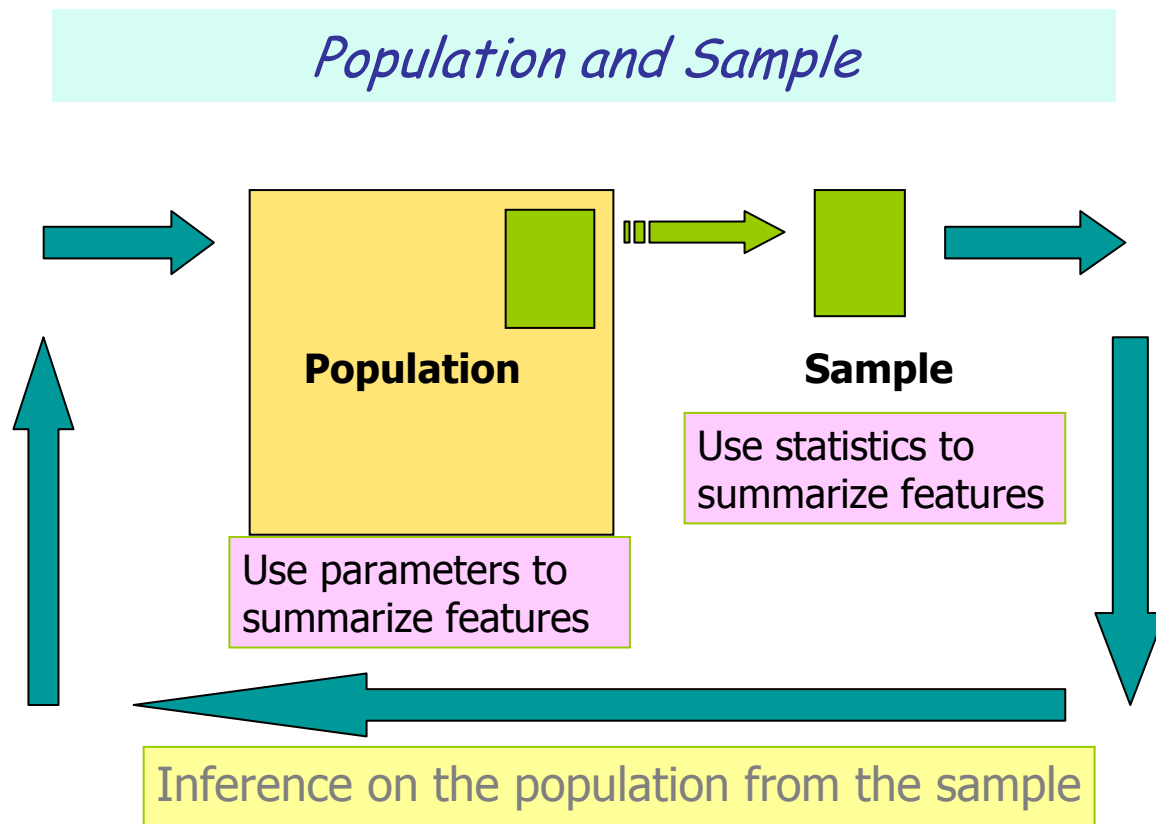 Population and Sample
Population
Sample
Use statistics to
summarize features
Use parameters to
summarize features
Inference on the population from the sample